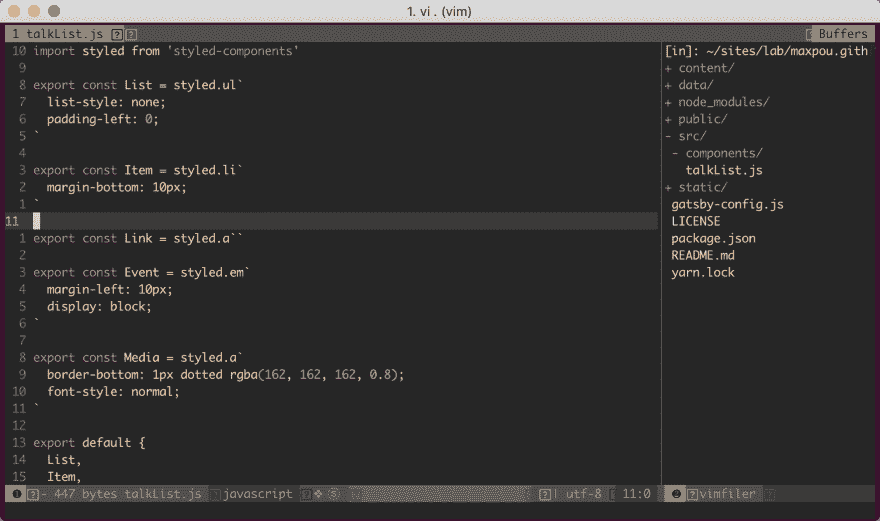 1. vi . (vim)
1 talkList.js
Buffers
10 import styled from 'styled-components'
9
8 export const List = styled.ul`
7   list-style: none;
6   padding-left: 0;
5 `
4
3 export const Item = styled.li`
2   margin-bottom: 10px;
1 `
11
1 export const Link = styled.a``
2
3 export const Event = styled.em`
4   margin-left: 10px;
5   display: block;
6 `
7
8 export const Media = styled.a`
9   border-bottom: 1px dotted rgba(162, 162, 162, 0.8);
10   font-style: normal;
11 `
12
13 export default {
14   List,
15   Item,
[in]: ~/sites/lab/maxpou.gith
+ content/
+ data/
+ node_modules/
+ public/
- src/
- components/
talkList.js
+ static/
gatsby-config.js
LICENSE
package.json
README.md
yarn.lock
❶ - 447 bytes talkList.js javascript ❖ Ⓢ | utf-8 11:0
❷ vimfiler